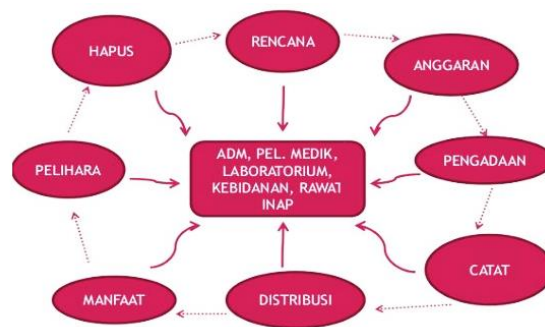 HAPUS
RENCANA
ANGGARAN
PELIHARA
ADM, PEL. MEDIK,
LABORATORIUM,
KEBIDANAN, RAWAT
INAP
PENGADAAN
MANFAAT
DISTRIBUSI
CATAT